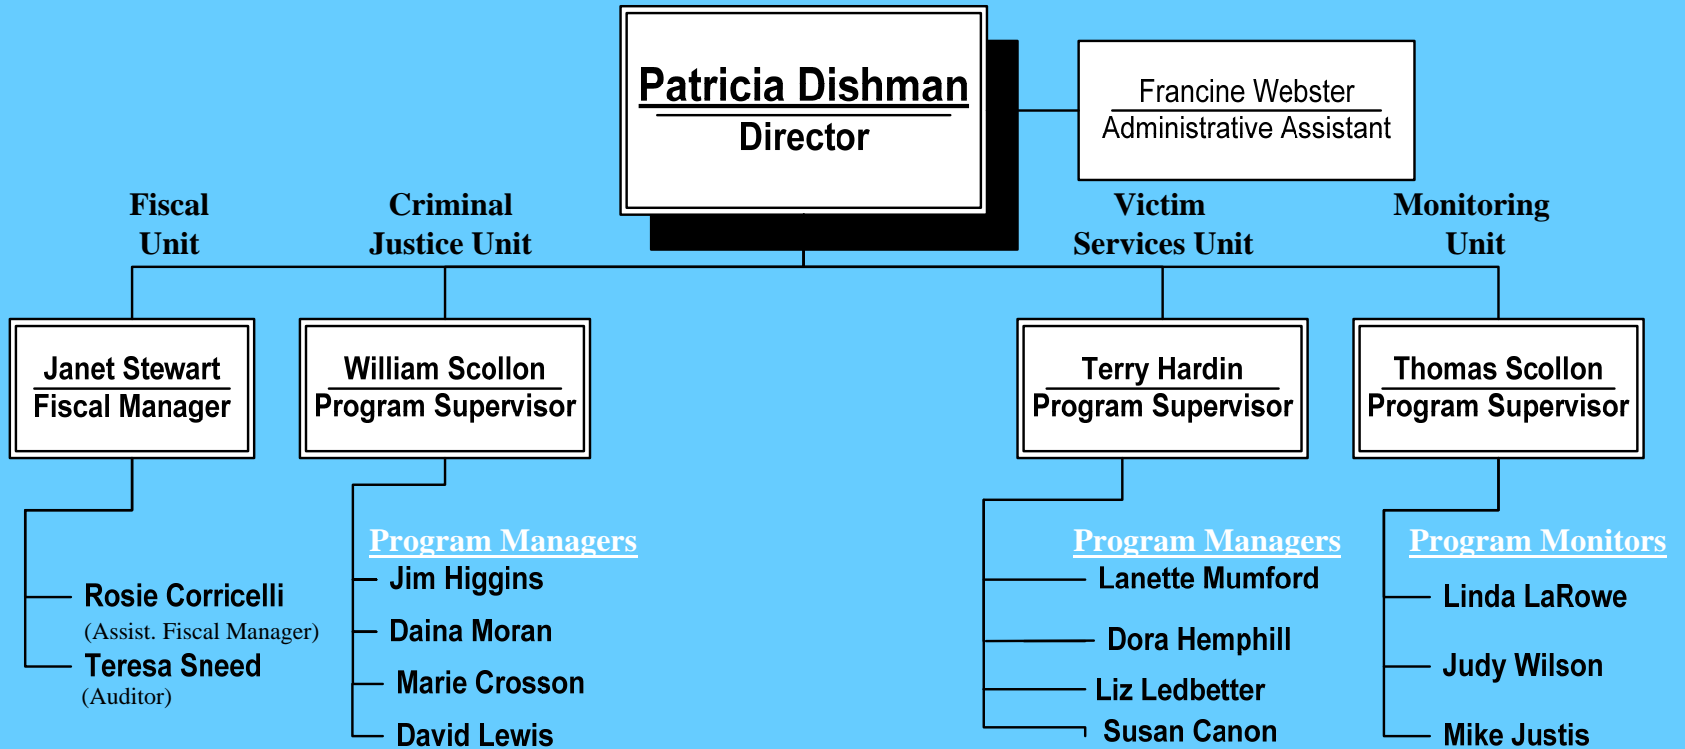 Patricia Dishman
Director
Francine Webster
Administrative Assistant
Fiscal
Unit
Criminal
Justice Unit
Victim
Services Unit
Monitoring
Unit
Janet Stewart
Fiscal Manager
William Scollon
Program Supervisor
Terry Hardin
Program Supervisor
Thomas Scollon
Program Supervisor
Rosie Corricelli
(Assist. Fiscal Manager)
Teresa Sneed
(Auditor)
Program Managers
Jim Higgins
Daina Moran
Marie Crosson
David Lewis
Program Managers
Lanette Mumford
Dora Hemphill
Liz Ledbetter
Susan Canon
Program Monitors
Linda LaRowe
Judy Wilson
Mike Justis